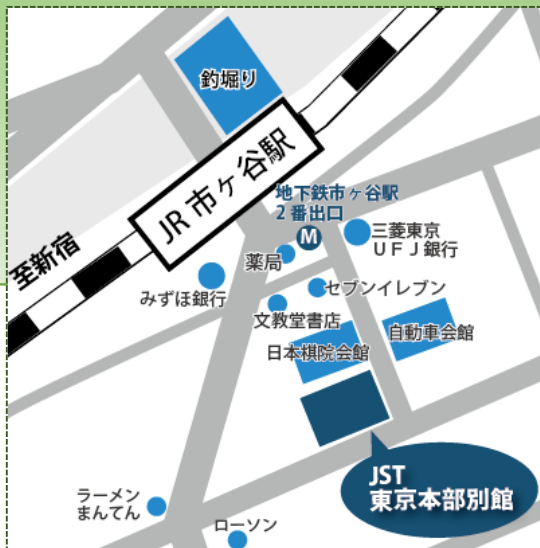 釣堀り
JR 市ヶ谷駅
地下鉄市ヶ谷駅
2 番出口
M
三菱東京
ＵＦＪ銀行
至新宿
薬局
みずほ銀行
セブンイレブン
文教堂書店
自動車会館
日本棋院会館
JST
東京本部別館
ラーメン
まんてん
ローソン